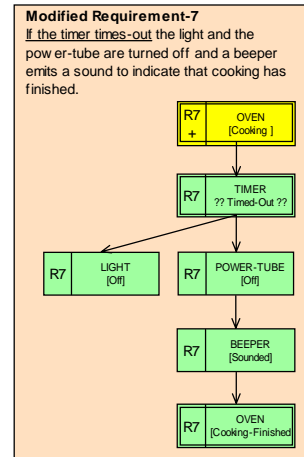 Modified Requirement-7
If the timer times-out the light and the
power-tube are turned off and a beeper
emits a sound to indicate that cooking has
finished.
R7
+
OVEN
[Cooking ]
R7
TIMER
?? Timed-Out ??
R7
LIGHT
[Off]
R7
POWER-TUBE
[Off]
R7
BEEPER
[Sounded]
R7
OVEN
[Cooking-Finished